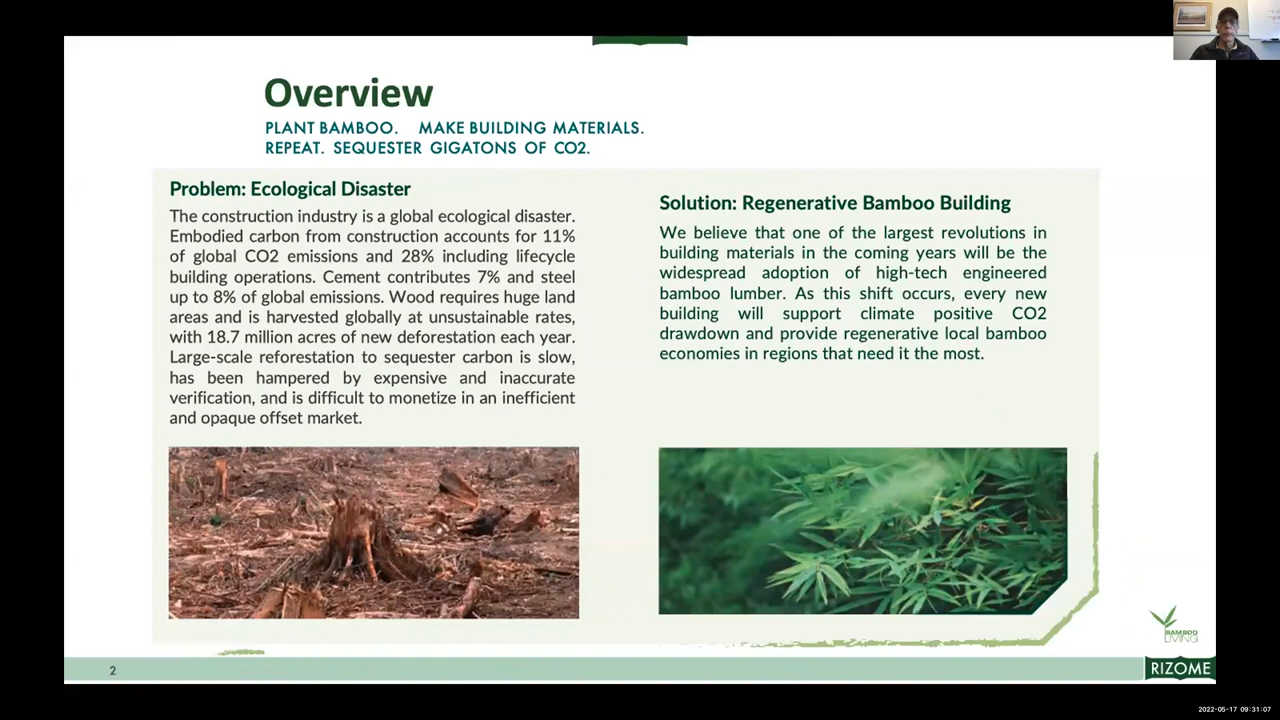 Overview
PLANT BAMBOO. MAKE BUILDING MATERIALS.
REPEAT. SEQUESTER GIGATONS OF CO2.
Problem: Ecological Disaster
The construction industry is a global ecological disaster.
Embodied carbon from construction accounts for 11%
of global CO2 emissions and 28% including lifecycle
building operations. Cement contributes 7% and steel
up to 8% of global emissions. Wood requires huge land
areas and is harvested globally at unsustainable rates,
with 18.7 million acres of new deforestation each year.
Large-scale reforestation to sequester carbon is slow,
has been hampered by expensive and inaccurate
verification, and is difficult to monetize in an inefficient
and opaque offset market.
Solution: Regenerative Bamboo Building
We believe that one of the largest revolutions in
building materials in the coming years will be the
widespread adoption of high-tech engineered
bamboo lumber. As this shift occurs, every new
building will support climate positive CO2
drawdown and provide regenerative local bamboo
economies in regions that need it the most.
BAMBOO
LIVING
2
RIZOME
2022-05-17 09:31:07